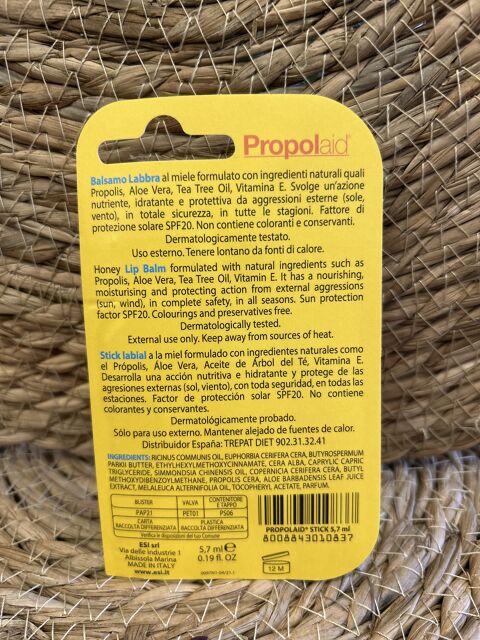 Propolaid®
Balsamo Labbra al miele formulato con ingredienti naturali quali
Propolis, Aloe Vera, Tea Tree Oil, Vitamina E. Svolge un'azione
nutriente, idratante e protettiva da aggressioni esterne (sole,
vento), in totale sicurezza, in tutte le stagioni. Fattore di
protezione solare SPF20. Non contiene coloranti e conservanti.
Dermatologicamente testato.
Uso esterno. Tenere lontano da fonti di calore.
Honey Lip Balm formulated with natural ingredients such as
Propolis, Aloe Vera, Tea Tree Oil, Vitamin E. It has a nourishing,
moisturising and protecting action from external aggressions
(sun, wind), in complete safety, in all seasons. Sun protection
factor SPF20. Colourings and preservatives free.
Dermatologically tested.
External use only. Keep away from sources of heat.
Stick labial a la miel formulado con ingredientes naturales como
el Própolis, Áloe Vera, Aceite de Árbol del Té, Vitamina E.
Desarrolla una acción nutritiva e hidratante y protege de las
agresiones externas (sol, viento), con toda seguridad, en todas las
estaciones. Factor de protección solar SPF20. No contiene
colorantes y conservantes.
Dermatológicamente probado.
Sólo para uso externo. Mantener alejado de fuentes de calor.
Distribuidor España: TREPAT DIET 902.31.32.41
INGREDIENTS: RICINUS COMMUNIS OIL, EUPHORBIA CERIFERA CERA, BUTYROSPERMUM
PARKII BUTTER, ETHYLHEXYLMETHOXYCINNAMATE, CERA ALBA, CAPRYLIC CAPRIC
TRIGLYCERIDE, SIMMONDSIA CHINENSIS OIL, COPERNICIA CERIFERA CERA, BUTYL
METHOXYDIBENZOYLMETHANE, PROPOLIS CERA, ALOE BARBADENSIS LEAF JUICE
EXTRACT, MELALEUCA ALTERNIFOLIA OIL, TOCOPHERYL ACETATE, PARFUM.
BLISTER VALVA CONTENITORE E TAPPO
PAP21 PET01 PS06
CARTA RACCOLTA DIFFERENZIATA PLASTICA RACCOLTA DIFFERENZIATA
Verifica le disposizioni del tuo Comune
ESI srl
Via delle Industrie 1
Albissola Marina
MADE IN ITALY
www.esi.it
5,7 ml e
0.19 fl. OZ
PROPOLAID® STICK 5,7 ml
8008843010837
12 M